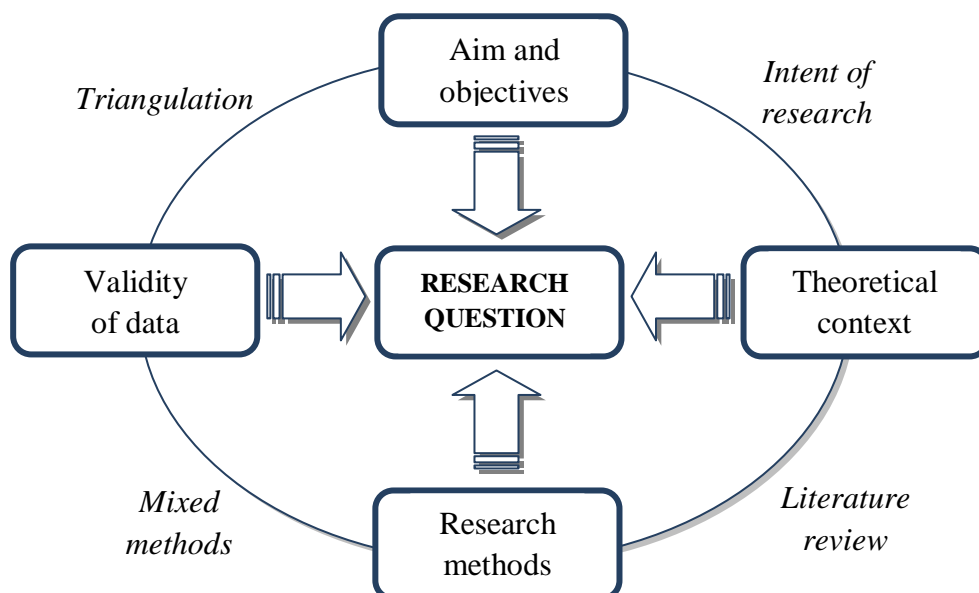 Aim and
objectives
Triangulation
Intent of
research
Validity
of data
RESEARCH
QUESTION
Theoretical
context
Mixed
methods
Research
methods
Literature
review